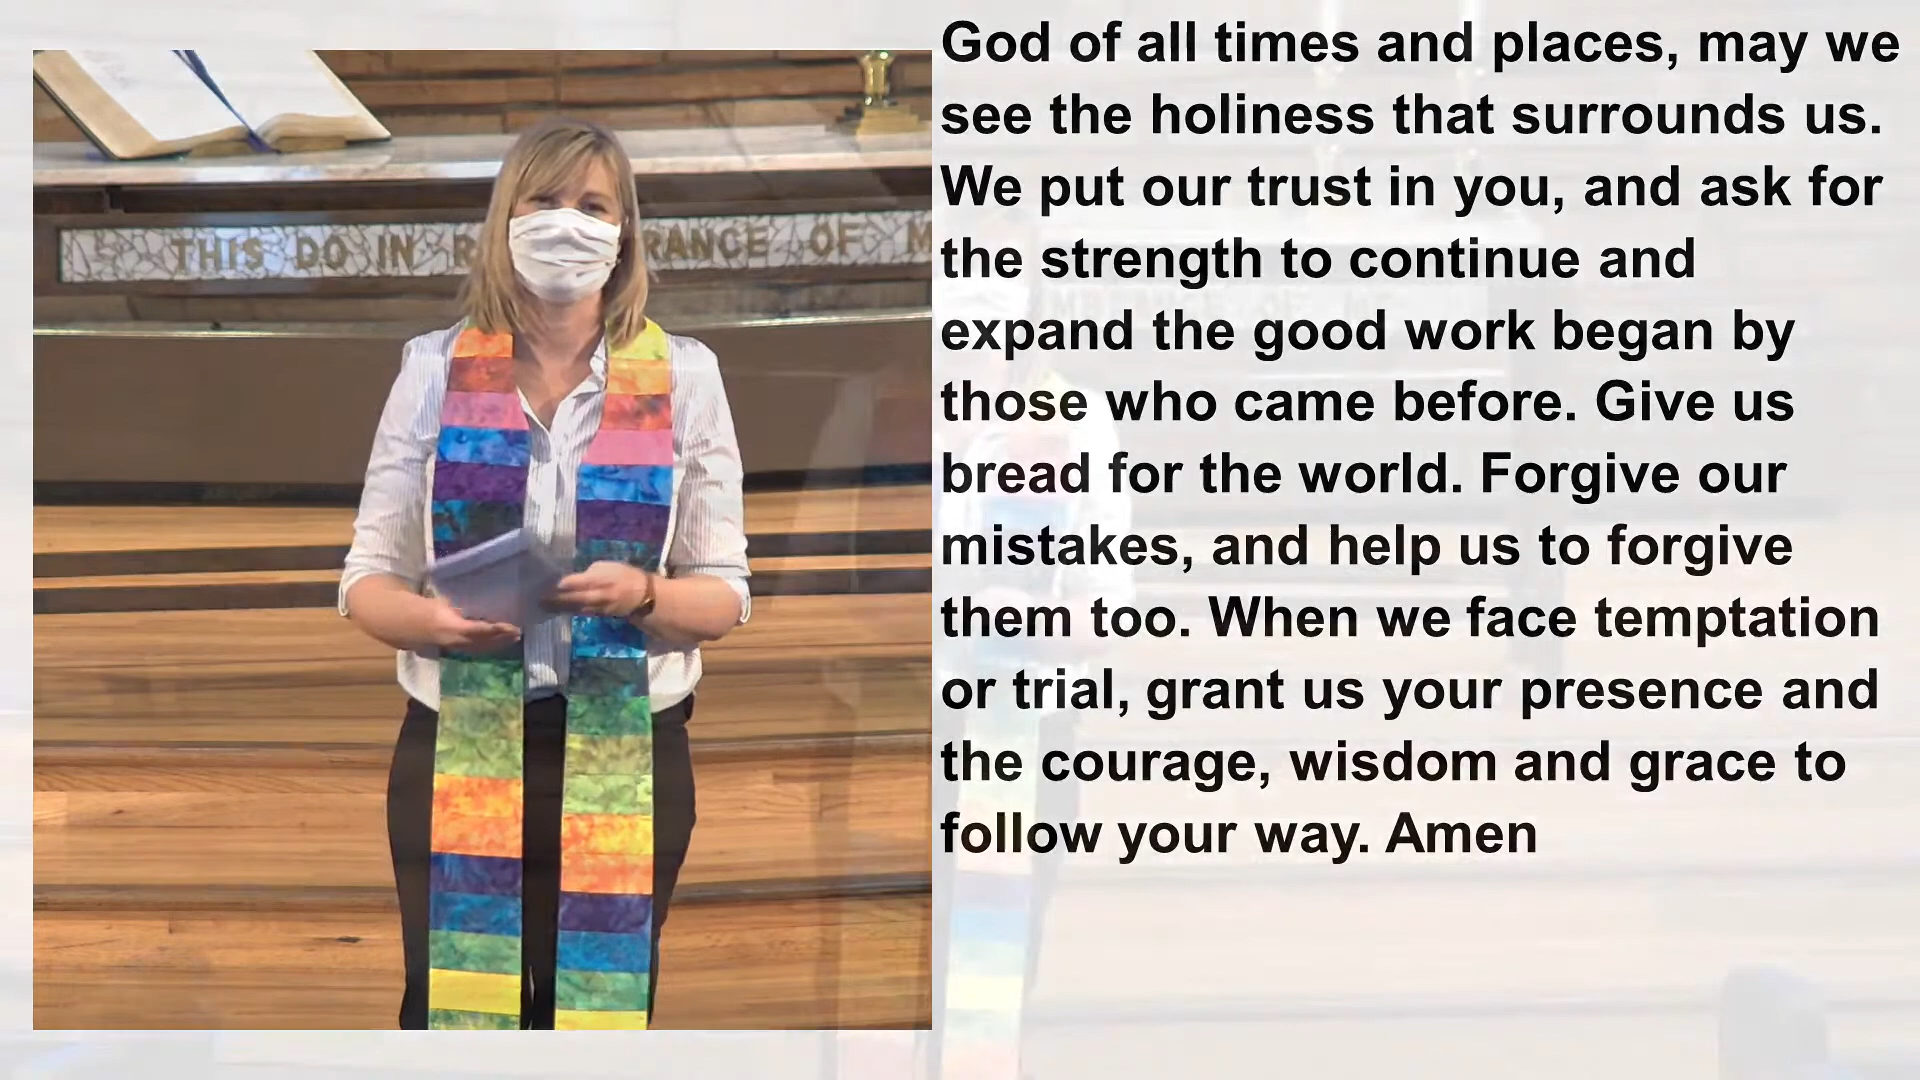 God of all times and places, may we
see the holiness that surrounds us.
We put our trust in you, and ask for
the strength to continue and
expand the good work began by
those who came before. Give us
bread for the world. Forgive our
mistakes, and help us to forgive
them too. When we face temptation
or trial, grant us your presence and
the courage, wisdom and grace to
follow your way. Amen
THIS DO IN R RANCE OF M